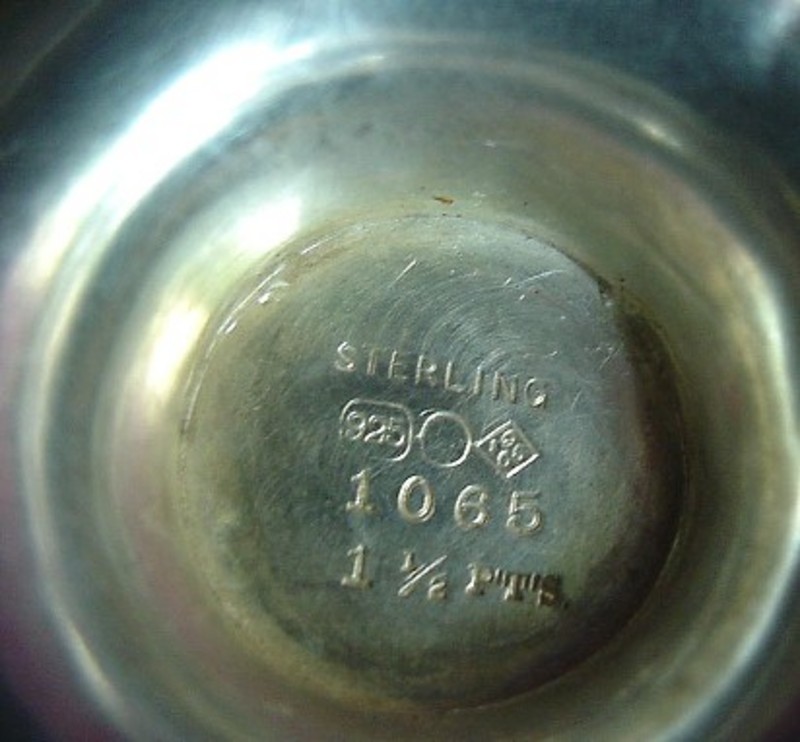 STERLING
925
1065
1 1/2 PTS.